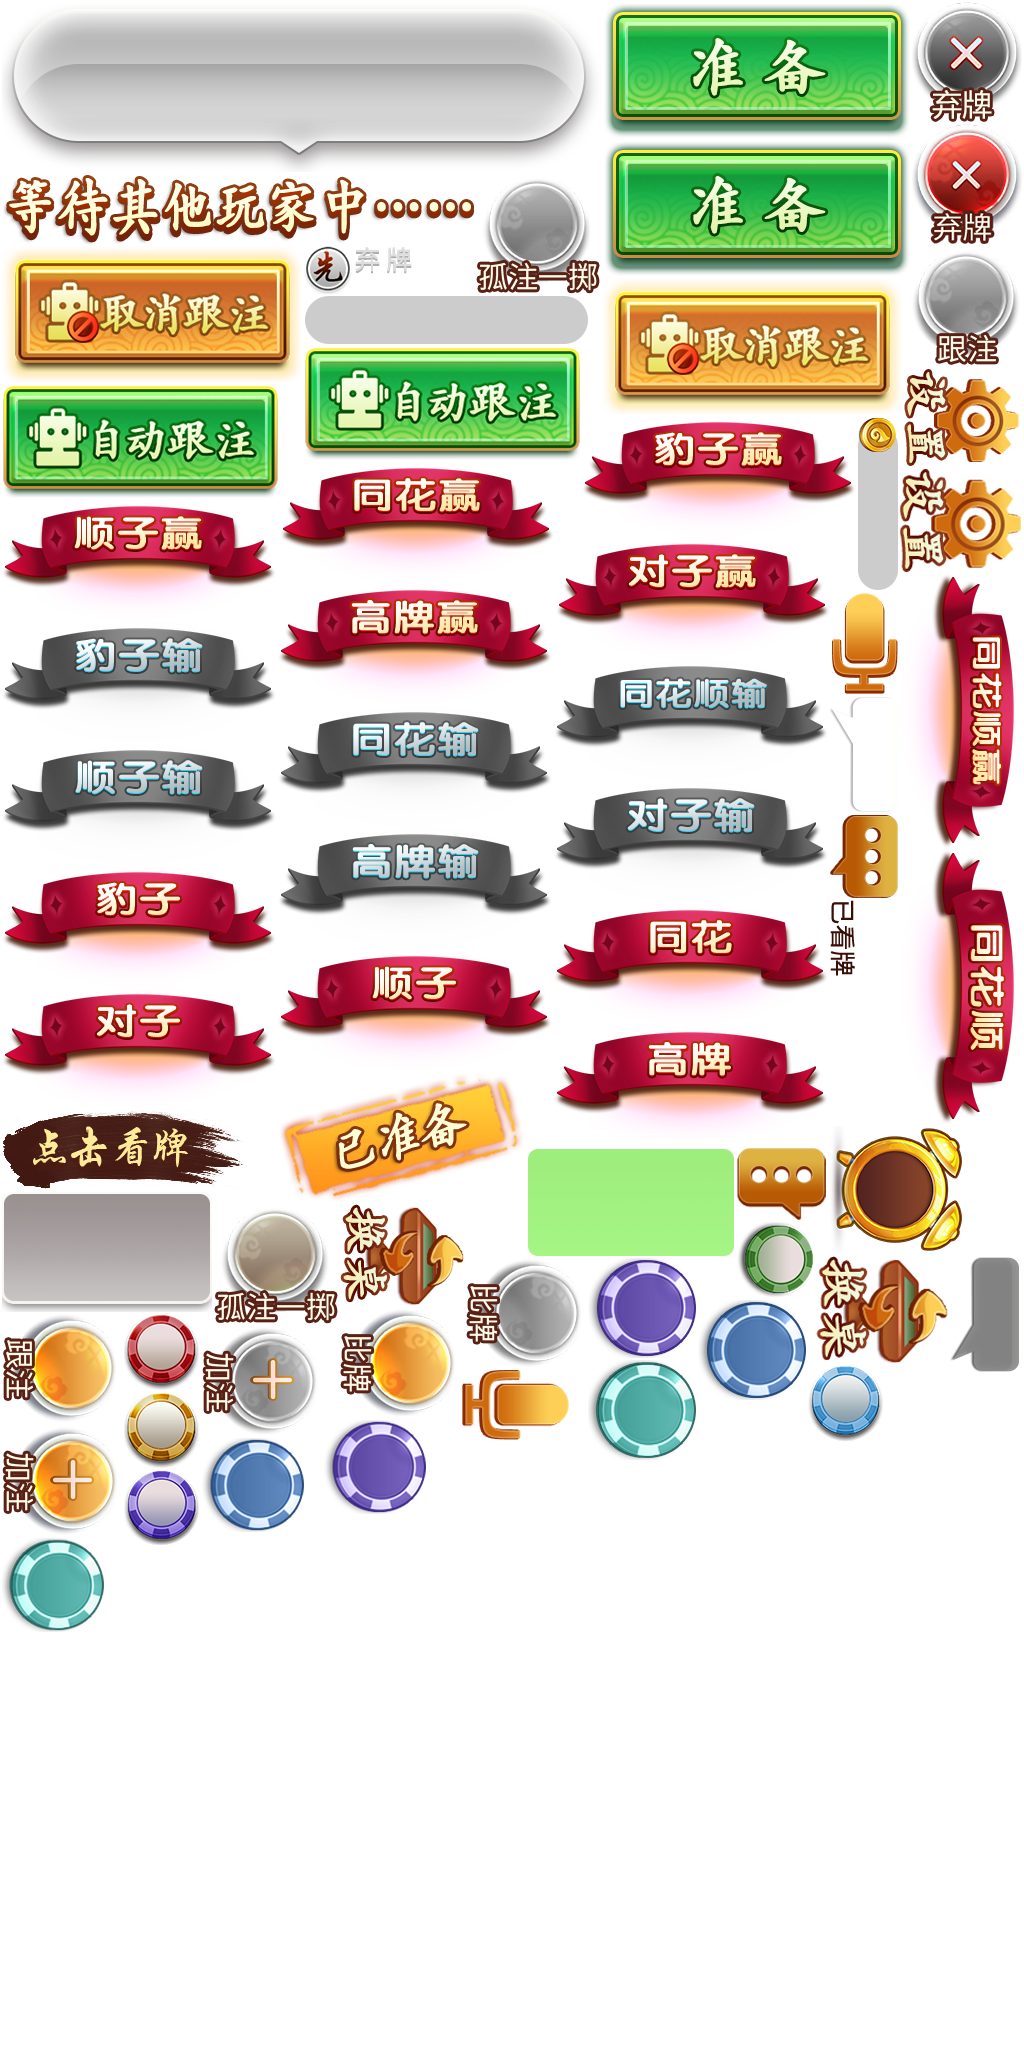 准备
弃牌
准备
弃牌
等待其他玩家中……
孤注一掷
先
弃牌
取消跟注
取消跟注
跟注
自动跟注
自动跟注
设置
设置
豹子赢
同花赢
顺子赢
对子赢
高牌赢
豹子输
同花顺输
同花输
顺子输
对子输
高牌输
同花顺赢
豹子
同花
顺子
对子
高牌
已看牌
同花顺
点击看牌
已准备
换桌
孤注一掷
换桌
比牌
跟注
加注
比牌
加注